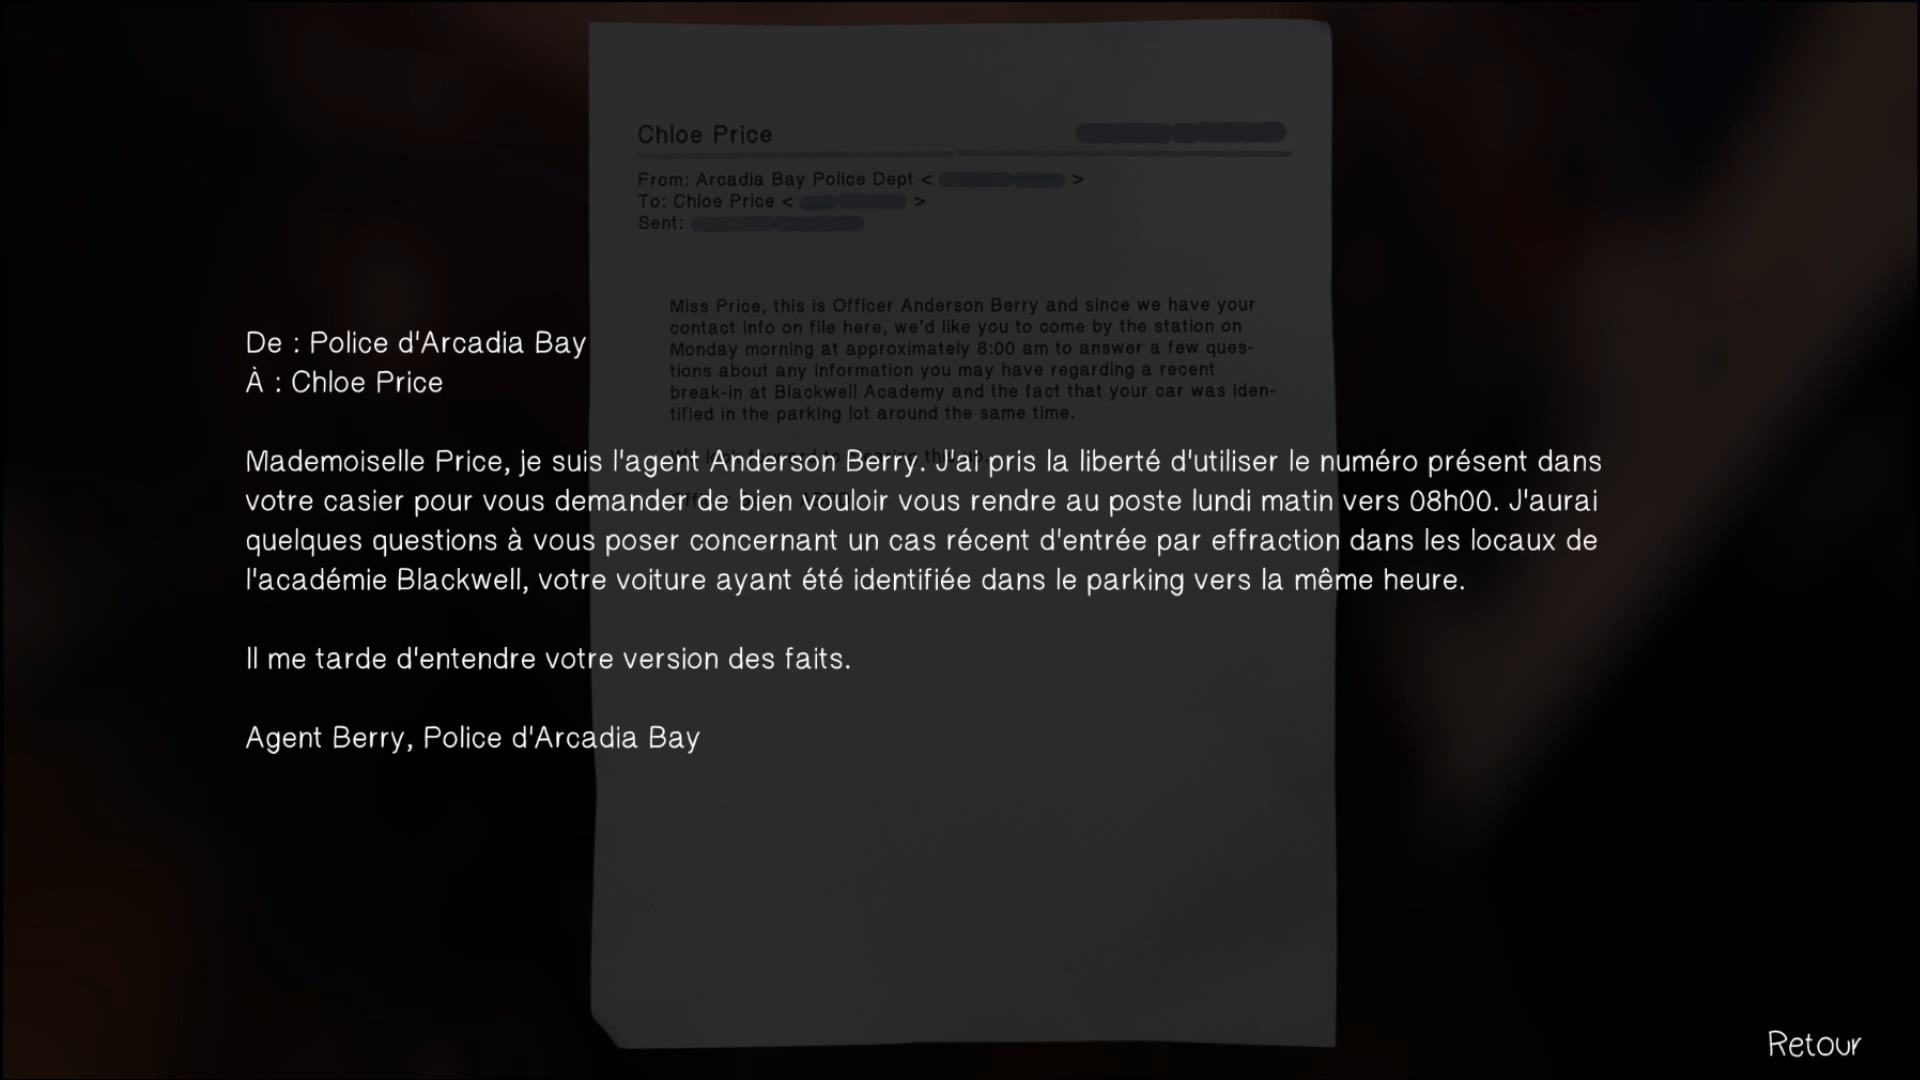 Chloe Price
From: Arcadia Bay Police Dept < >
To: Chloe Price < >
Sent:
Miss Price, this is Officer Anderson Berry and since we have your
contact info on file here, we'd like you to come by the station on
Monday morning at approximately 8:00 am to answer a few ques-
tions about any information you may have regarding a recent
break-in at Blackwell Academy and the fact that your car was iden-
tified in the parking lot around the same time.
De : Police d'Arcadia Bay
À : Chloe Price
Mademoiselle Price, je suis l'agent Anderson Berry. J'ai pris la liberté d'utiliser le numéro présent dans
votre casier pour vous demander de bien vouloir vous rendre au poste lundi matin vers 08h00. J'aurai
quelques questions à vous poser concernant un cas récent d'entrée par effraction dans les locaux de
l'académie Blackwell, votre voiture ayant été identifiée dans le parking vers la même heure.
Il me tarde d'entendre votre version des faits.
Agent Berry, Police d'Arcadia Bay
Retour